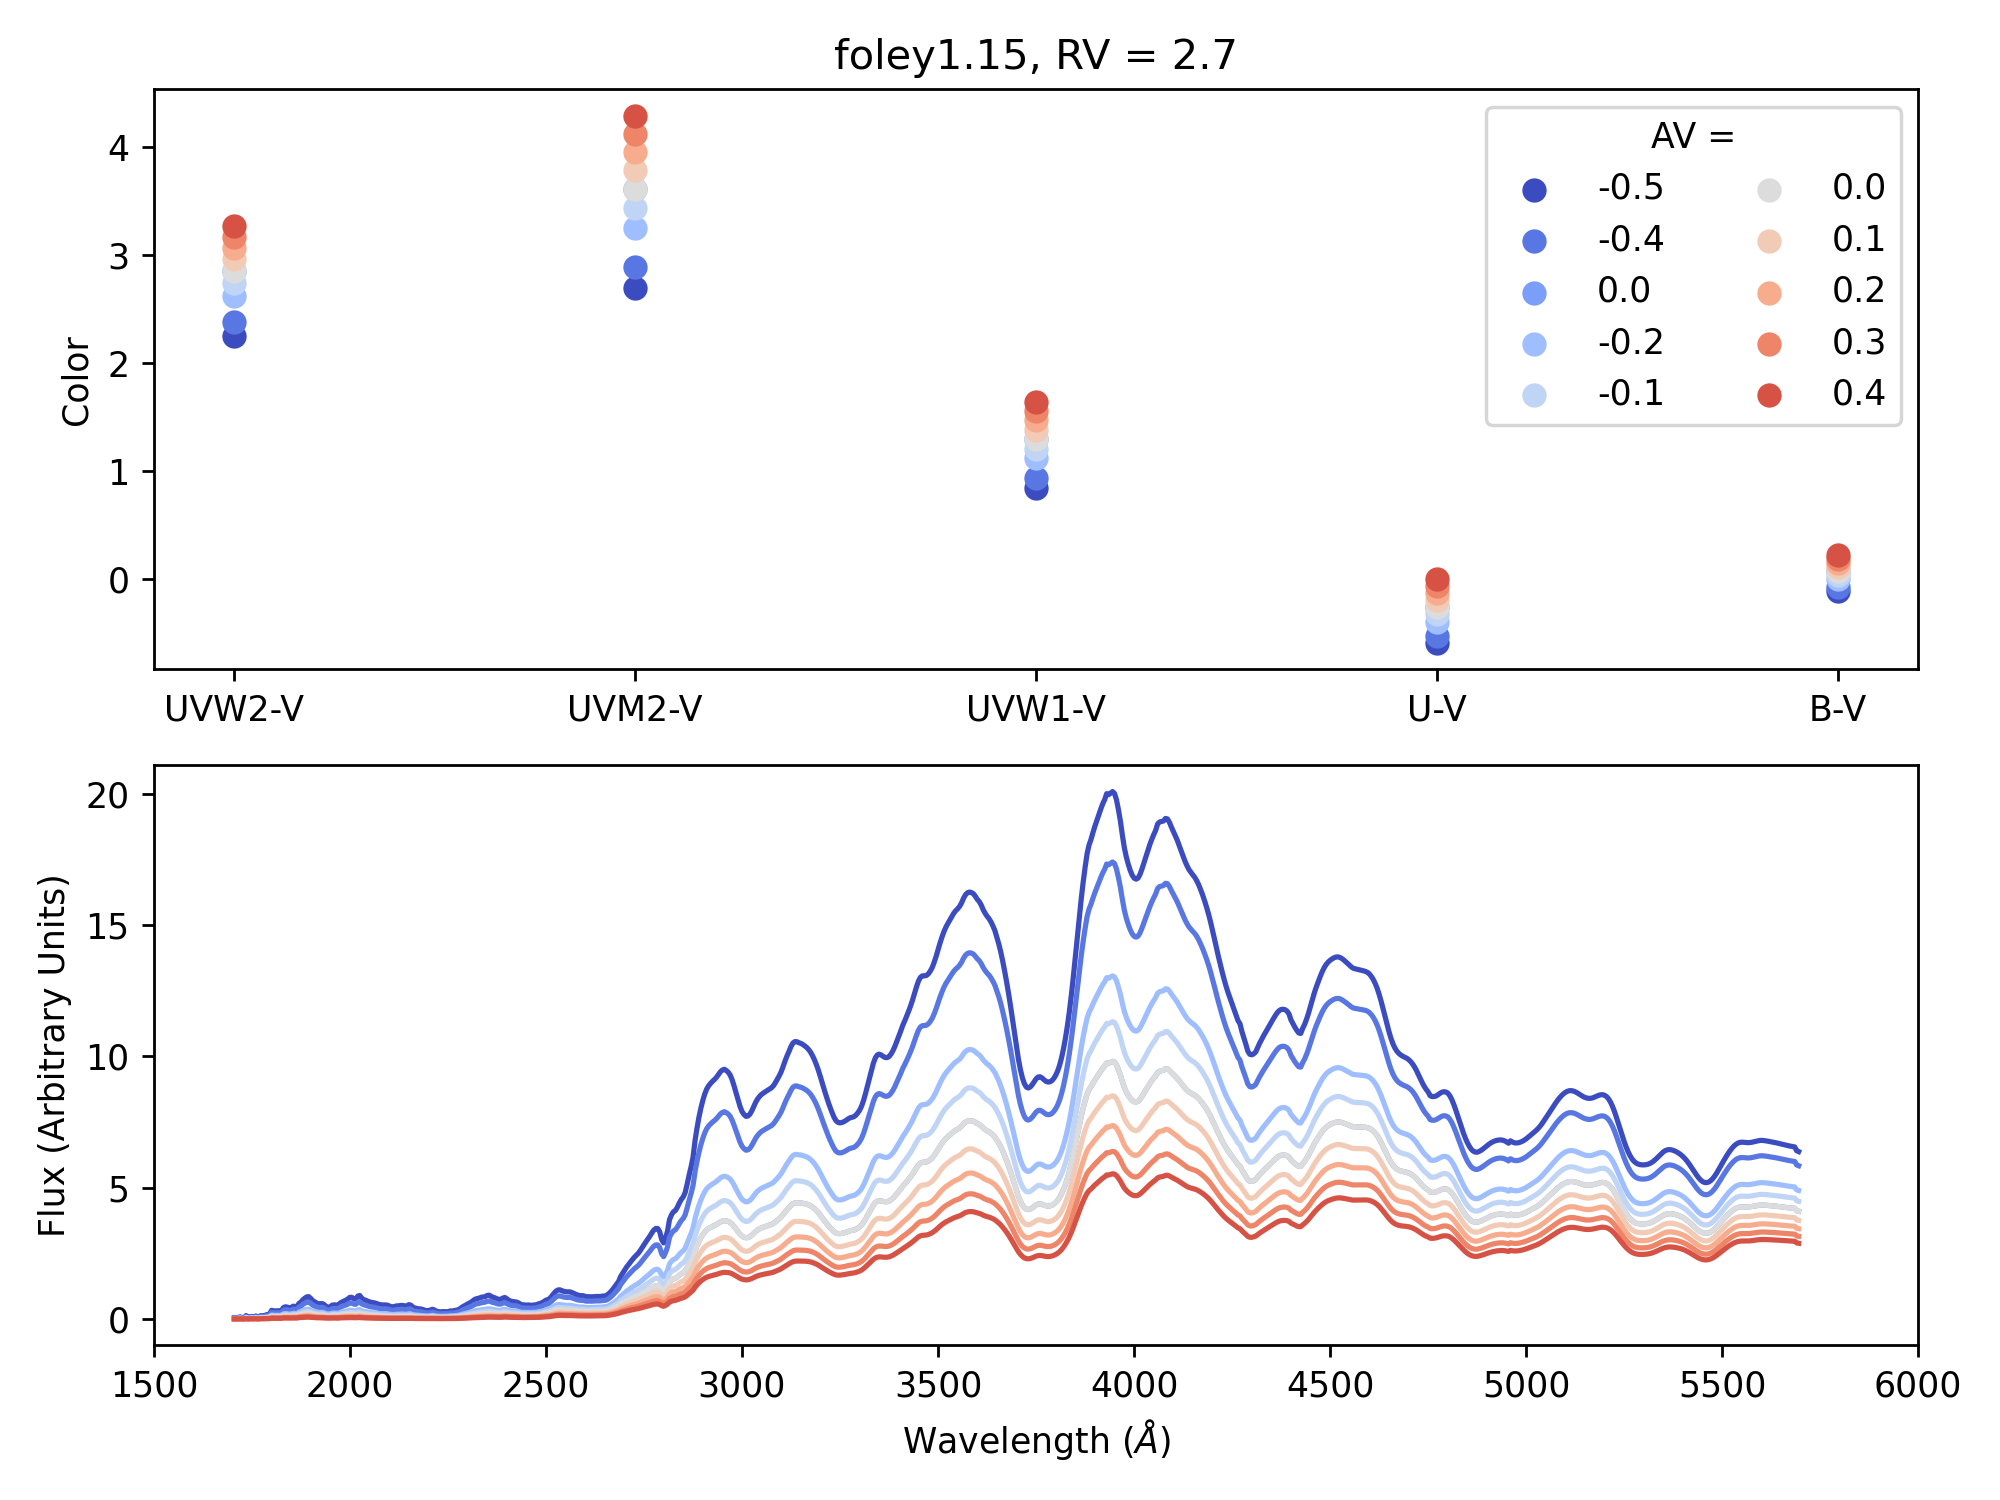 foley1.15, RV = 2.7
Color
4
3
2
1
0
AV =
-0.5 0.0
-0.4 0.1
0.0 0.2
-0.2 0.3
-0.1 0.4
UVW2-V UVM2-V UVW1-V U-V B-V
Flux (Arbitrary Units)
20
15
10
5
0
1500 2000 2500 3000 3500 4000 4500 5000 5500 6000
Wavelength (Å)